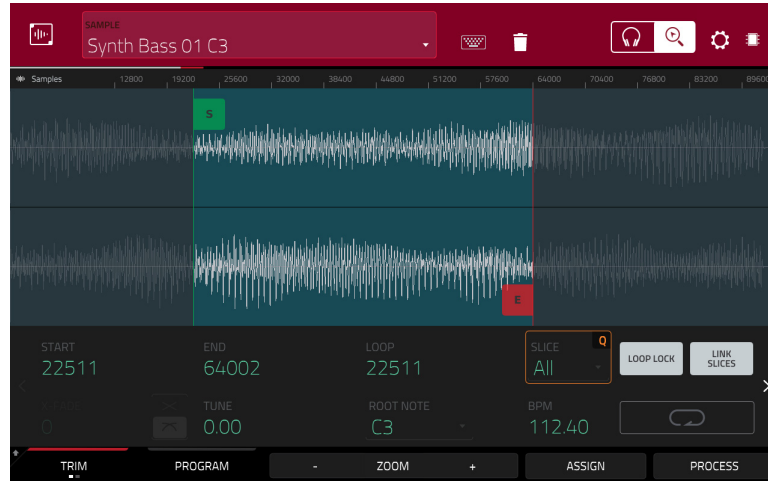 SAMPLE
Synth Bass 01 C3
Samples 12800 19200 25600 32000 38400 44800 51200 57600 64000 70400 76800 83200 89600
S
E
START END LOOP SLICE Q
22511 64002 22511 All LOOP LOCK LINK
SLICES
X-FADE TUNE ROOT NOTE BPM
0 0.00 C3 112.40
TRIM PROGRAM - ZOOM + ASSIGN PROCESS